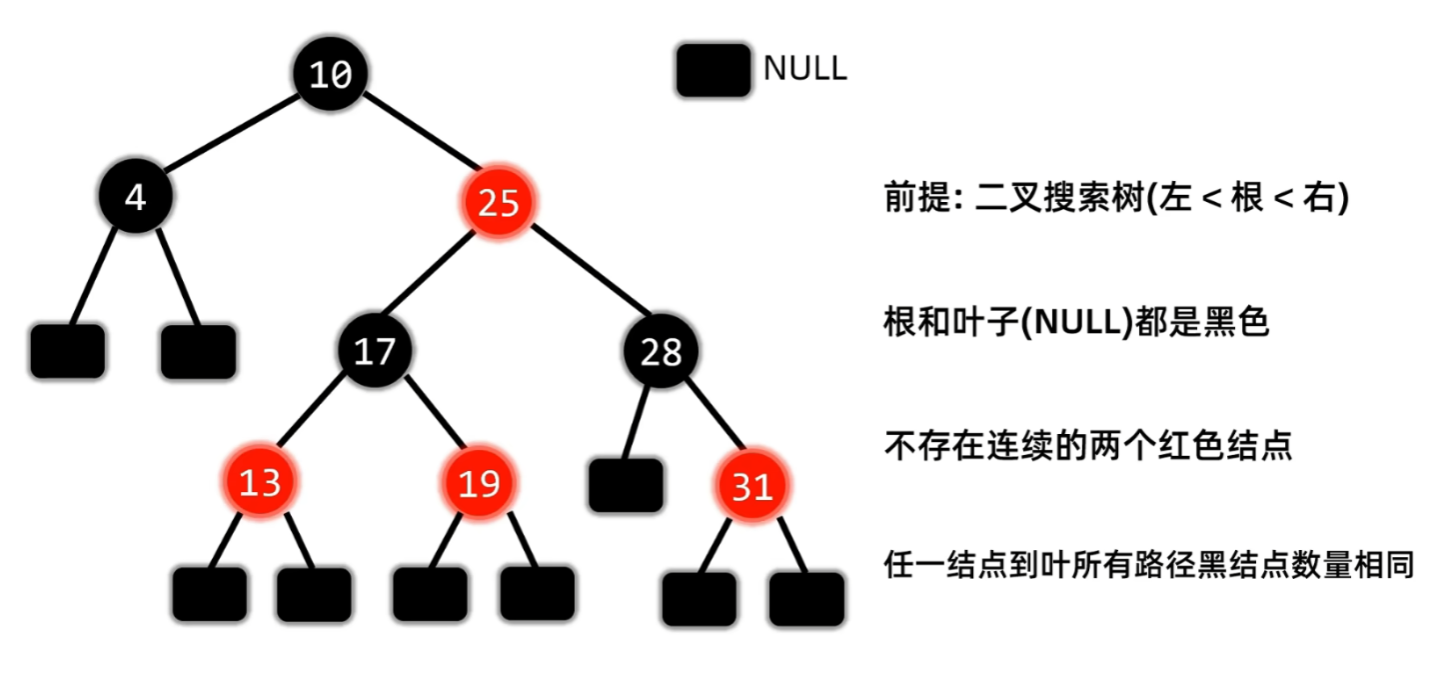 10
NULL
4
25
前提: 二叉搜索树(左 < 根 < 右)
17
28
根和叶子(NULL)都是黑色
不存在连续的两个红色结点
13
19
31
任一结点到叶所有路径黑结点数量相同